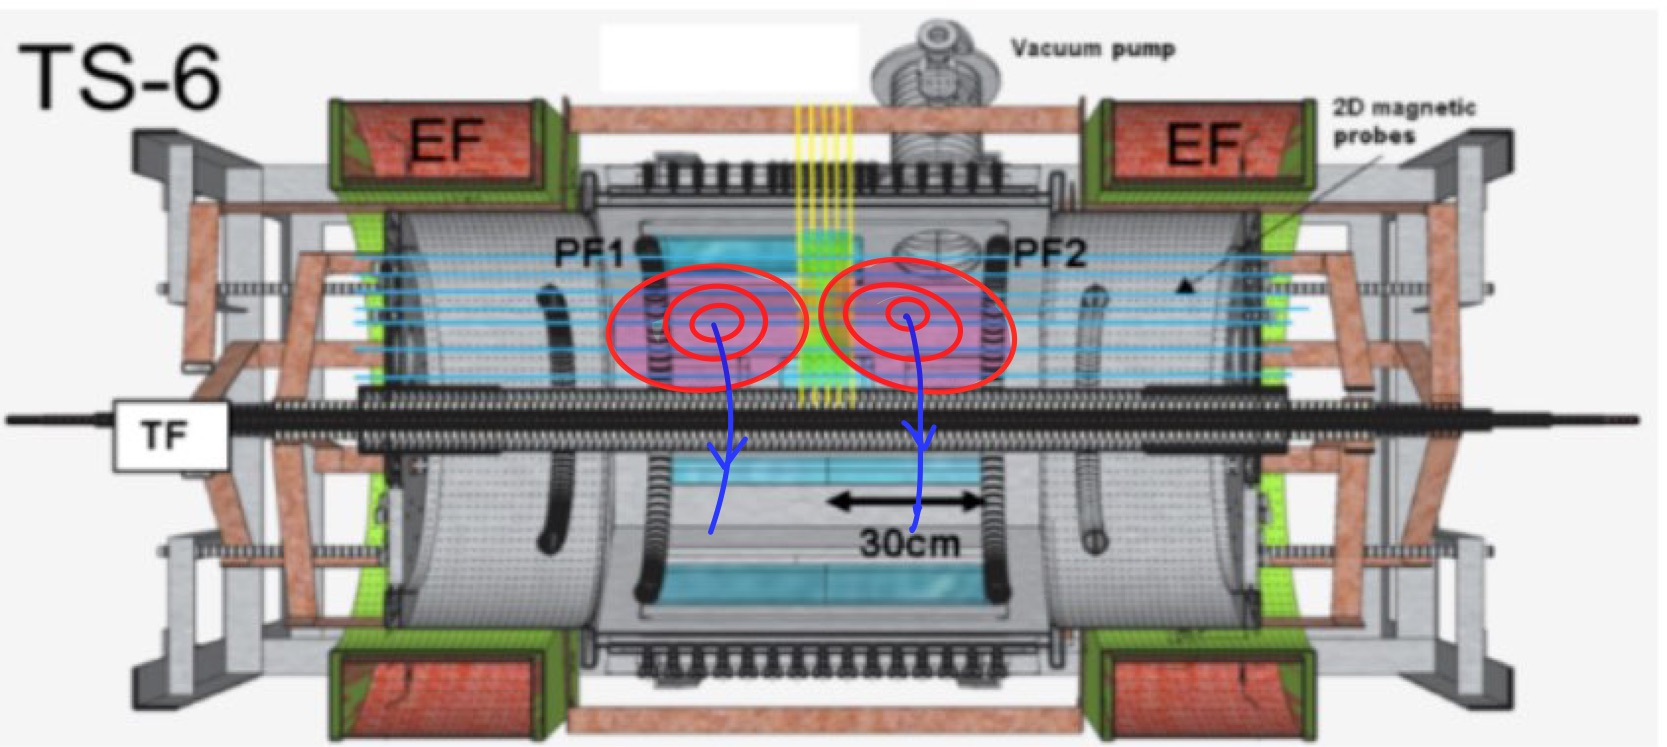 TS-6
Vacuum pump
2D magnetic
probes
EF
EF
PF1
PF2
TF
30cm